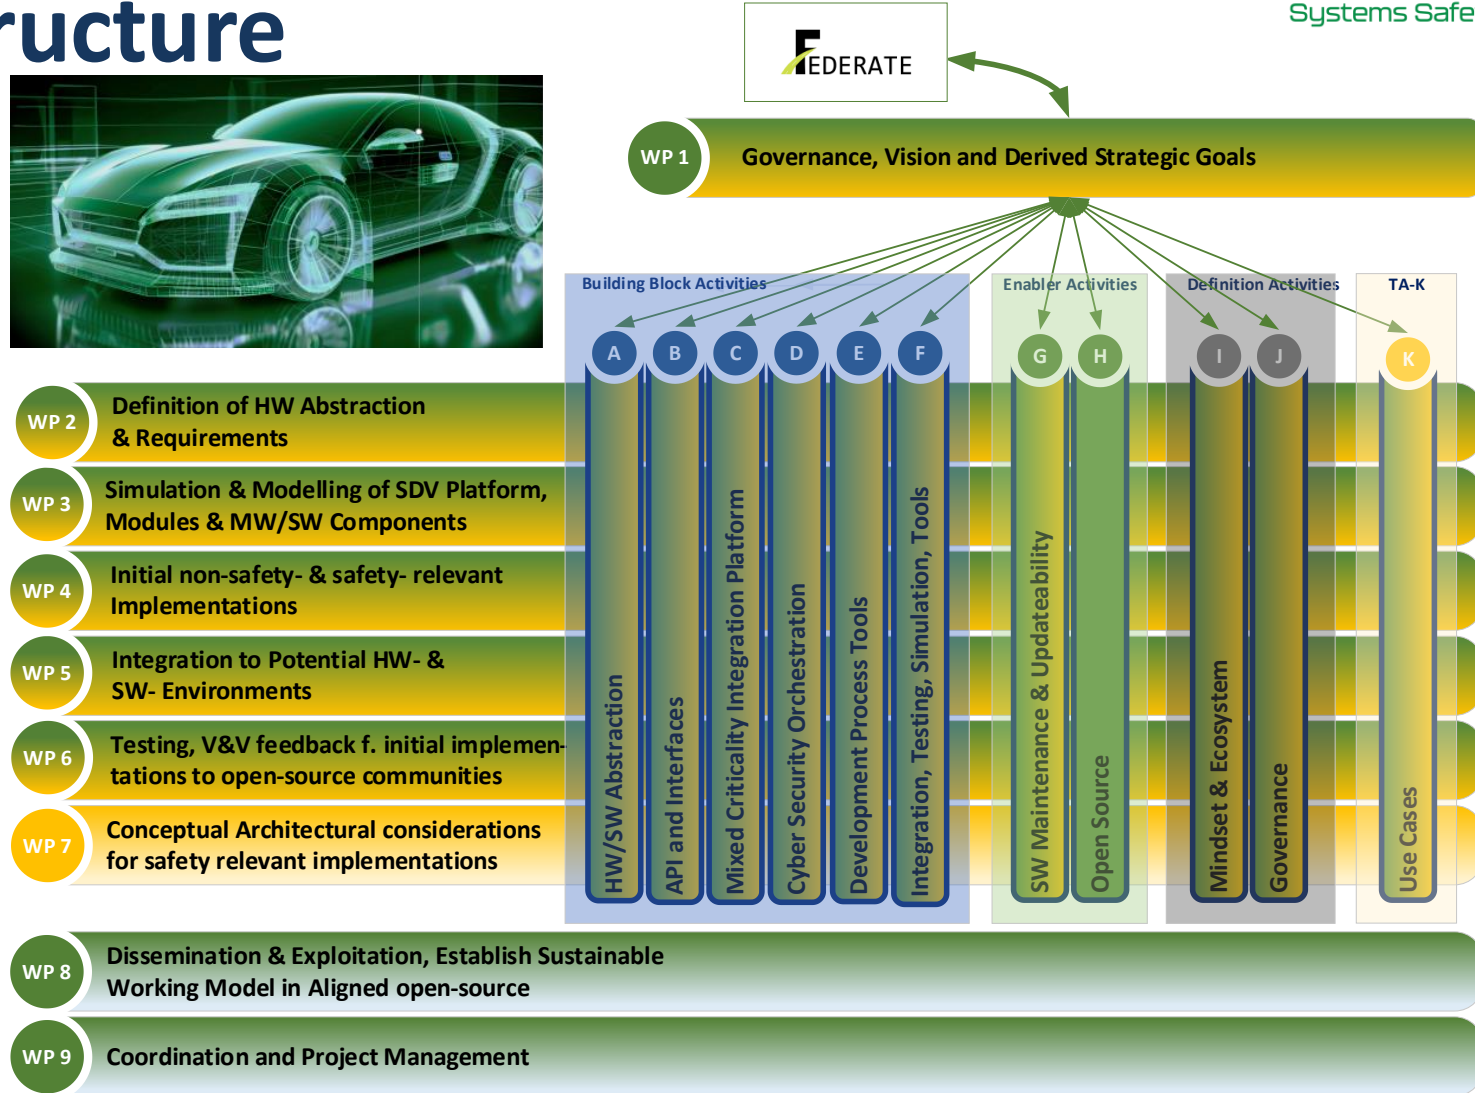 ructure
Systems Safe
FEDERATE
WP 1
Governance, Vision and Derived Strategic Goals
Building Block Activities
Enabler Activities
Definition Activities
TA-K
A
B
C
D
E
F
G
H
I
J
K
WP 2
Definition of HW Abstraction
& Requirements
WP 3
Simulation & Modelling of SDV Platform,
Modules & MW/SW Components
WP 4
Initial non-safety- & safety- relevant
Implementations
WP 5
Integration to Potential HW- &
SW- Environments
WP 6
Testing, V&V feedback f. initial implemen-
tations to open-source communities
WP 7
Conceptual Architectural considerations
for safety relevant implementations
HW/SW Abstraction
API and Interfaces
Mixed Criticality Integration Platform
Cyber Security Orchestration
Development Process Tools
Integration, Testing, Simulation, Tools
SW Maintenance & Updateability
Open Source
Mindset & Ecosystem
Governance
Use Cases
WP 8
Dissemination & Exploitation, Establish Sustainable
Working Model in Aligned open-source
WP 9
Coordination and Project Management